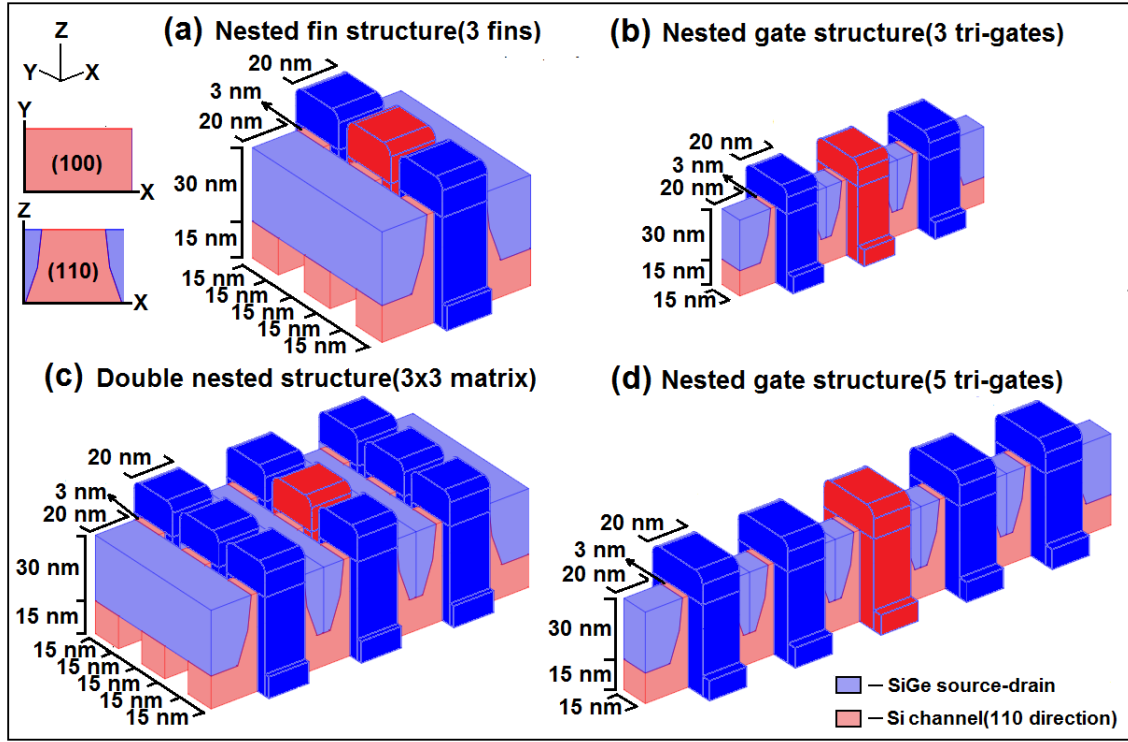 (a) Nested fin structure(3 fins)
Z
Y
X
Y
(100)
X
Z
(110)
X
20 nm
3 nm
20 nm
30 nm
15 nm
15 nm
15 nm
15 nm
15 nm
15 nm
(b) Nested gate structure(3 tri-gates)
20 nm
3 nm
20 nm
30 nm
15 nm
15 nm
(c) Double nested structure(3x3 matrix)
20 nm
3 nm
20 nm
30 nm
15 nm
15 nm
15 nm
15 nm
15 nm
15 nm
(d) Nested gate structure(5 tri-gates)
20 nm
3 nm
20 nm
30 nm
15 nm
15 nm
– SiGe source-drain
– Si channel(110 direction)